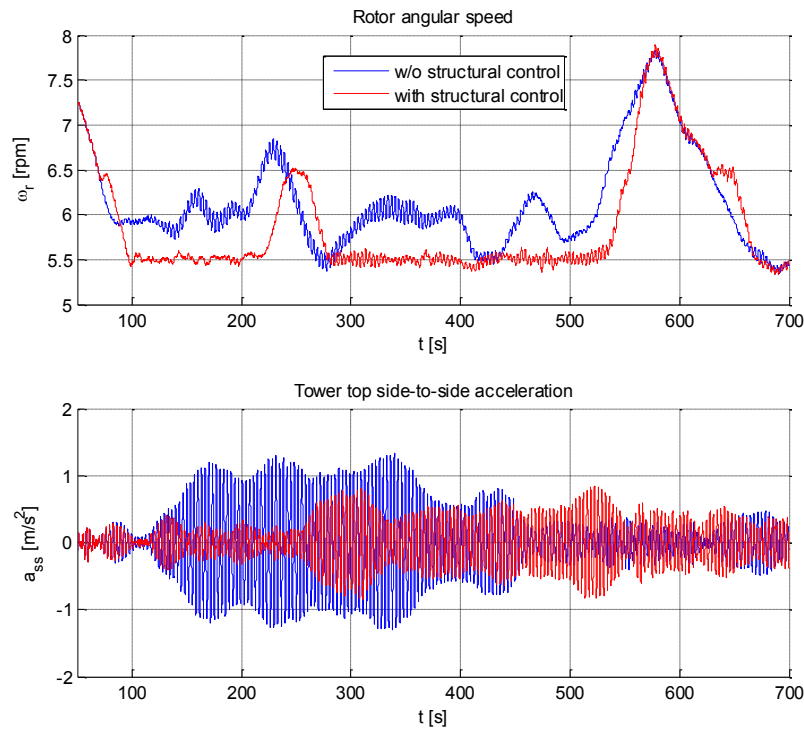 Rotor angular speed
8
7.5
7
6.5
6
5.5
5
ωr [rpm]
w/o structural control
with structural control
100 200 300 400 500 600 700
t [s]
Tower top side-to-side acceleration
2
1
0
-1
-2
ass [m/s²]
100 200 300 400 500 600 700
t [s]